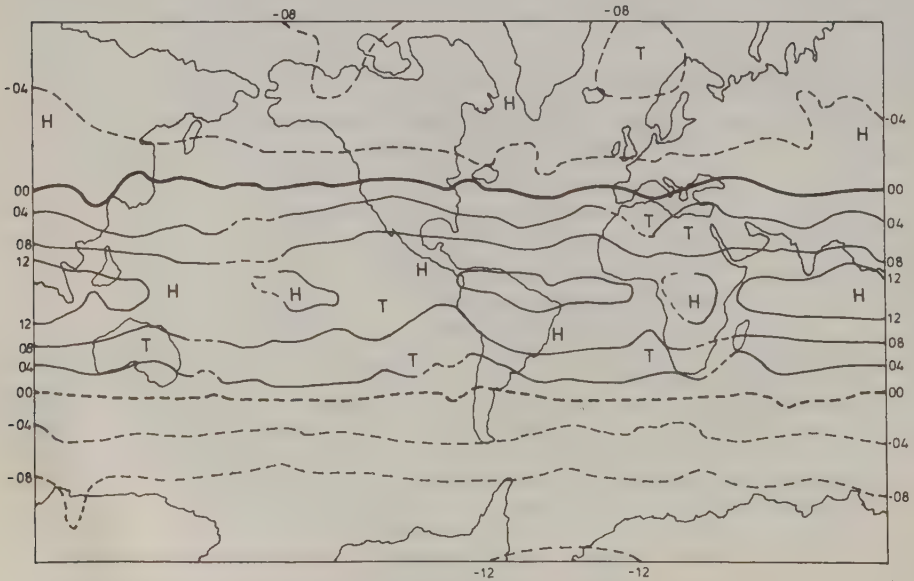 -08 -08
T
-04
H H H -04
00 00
04 T T 04
08 08
12 H 12
H H H H
T
12 12
08 T H T 08
04 04
00 00
-04 -04
-08 -08
-12 -12